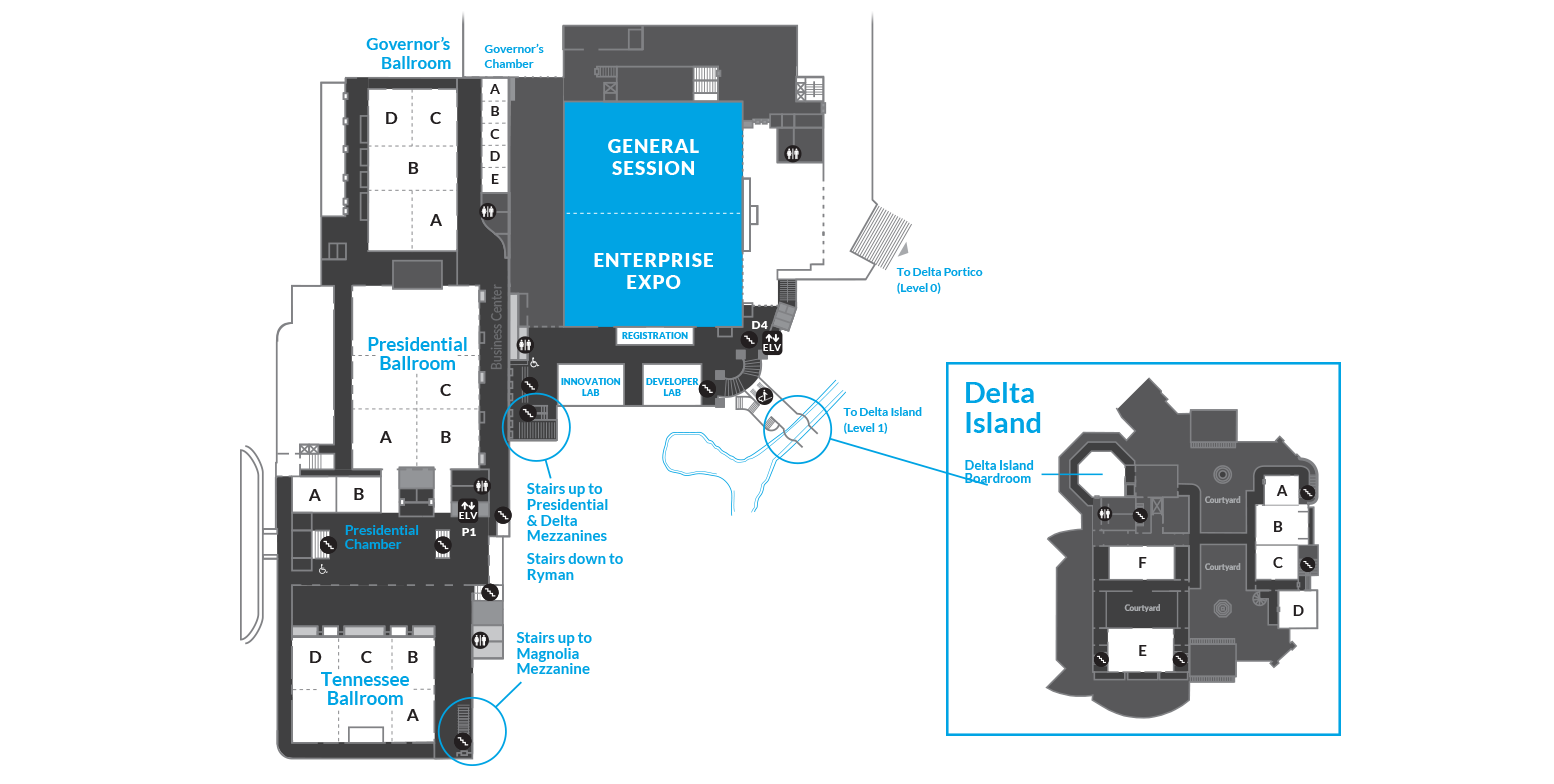 Governor's
Ballroom
Governor's
Chamber
D
C
B
A
A
B
C
D
E
GENERAL
SESSION
ENTERPRISE
EXPO
To Delta Portico
(Level 0)
Business Center
Presidential
Ballroom
C
A
B
REGISTRATION
D4
ELV
INNOVATION
LAB
DEVELOPER
LAB
To Delta Island
(Level 1)
A
B
Presidential
Chamber
ELV
P1
Stairs up to
Presidential
& Delta
Mezzanines
Stairs down to
Ryman
Stairs up to
Magnolia
Mezzanine
D
C
B
Tennessee
Ballroom
A
Delta
Island
Delta Island
Boardroom
Courtyard
A
B
C
D
F
Courtyard
Courtyard
E